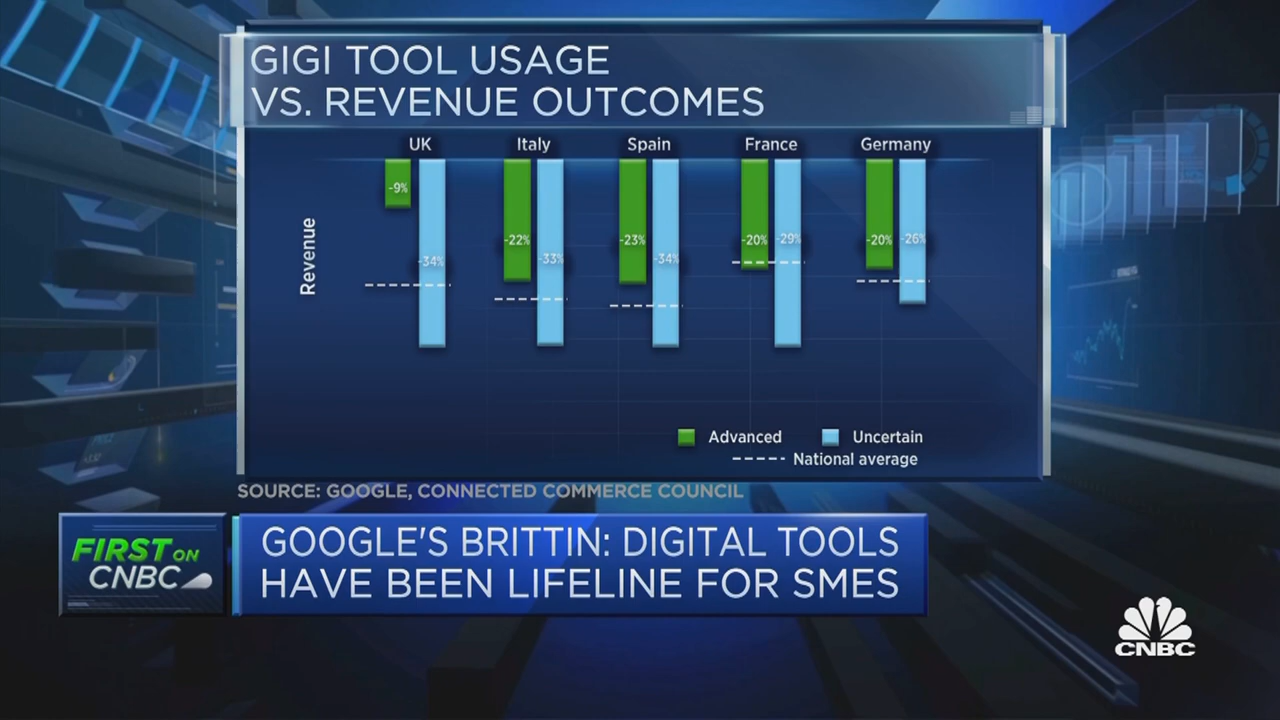 GIGI TOOL USAGE
VS. REVENUE OUTCOMES
UK Italy Spain France Germany
Revenue
-9% -34% -22% -33% -23% -34% -20% -29% -20% -26%
Advanced Uncertain
National average
SOURCE: GOOGLE, CONNECTED COMMERCE COUNCIL
FIRST ON
CNBC
GOOGLE'S BRITTIN: DIGITAL TOOLS
HAVE BEEN LIFELINE FOR SMES
CNBC